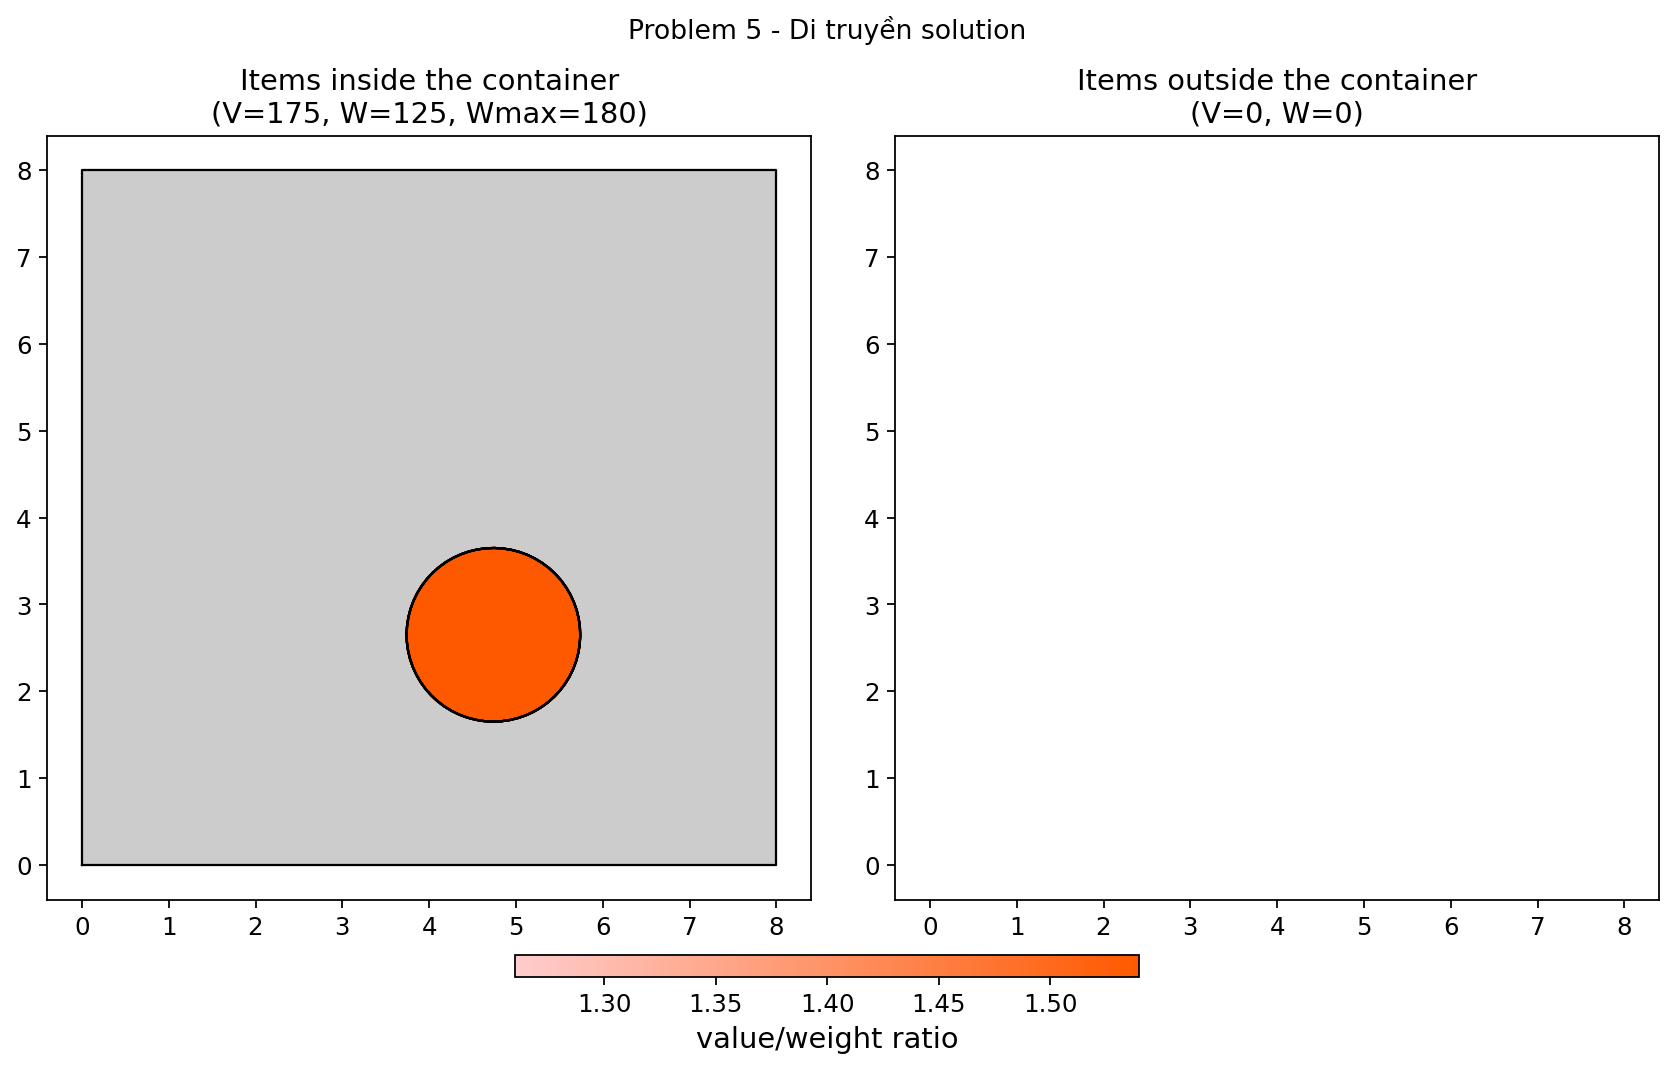 Problem 5 - Di truyền solution
Items inside the container
(V=175, W=125, Wmax=180)
8
7
6
5
4
3
2
1
0
0 1 2 3 4 5 6 7 8
Items outside the container
(V=0, W=0)
8
7
6
5
4
3
2
1
0
0 1 2 3 4 5 6 7 8
1.30 1.35 1.40 1.45 1.50
value/weight ratio